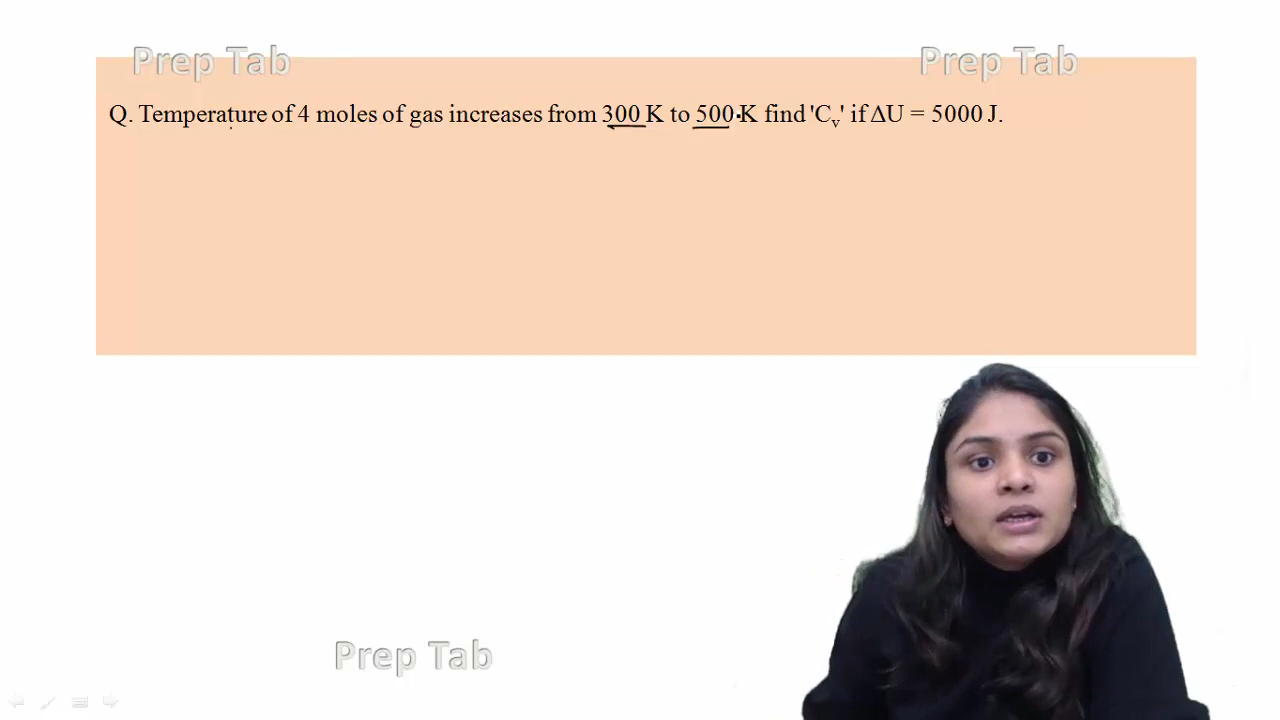 Prep Tab
Prep Tab
Q. Temperature of 4 moles of gas increases from 300 K to 500 K find 'Cv' if ΔU = 5000 J.
Prep Tab